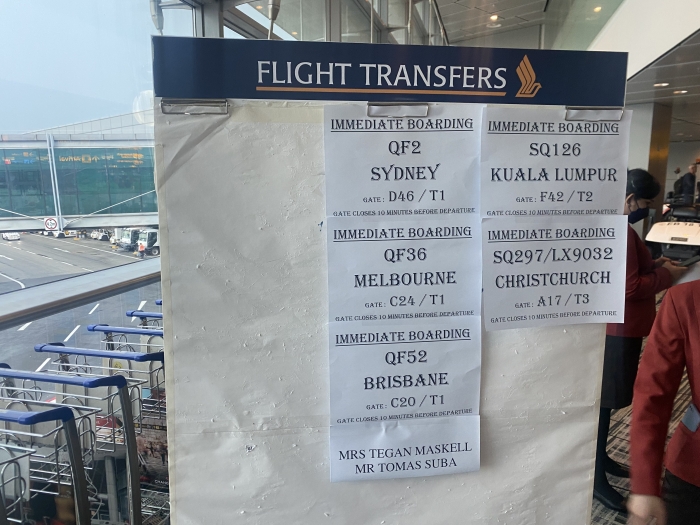 FLIGHT TRANSFERS
IMMEDIATE BOARDING
QF2
SYDNEY
GATE : D46 / T1
GATE CLOSES 10 MINUTES BEFORE DEPARTURE
IMMEDIATE BOARDING
QF36
MELBOURNE
GATE : C24 / T1
GATE CLOSES 10 MINUTES BEFORE DEPARTURE
IMMEDIATE BOARDING
QF52
BRISBANE
GATE : C20 / T1
GATE CLOSES 10 MINUTES BEFORE DEPARTURE
MRS TEGAN MASKELL
MR TOMAS SUBA
IMMEDIATE BOARDING
SQ126
KUALA LUMPUR
GATE : F42 / T2
GATE CLOSES 10 MINUTES BEFORE DEPARTURE
IMMEDIATE BOARDING
SQ297/LX9032
CHRISTCHURCH
GATE : A17 / T3
GATE CLOSES 10 MINUTES BEFORE DEPARTURE